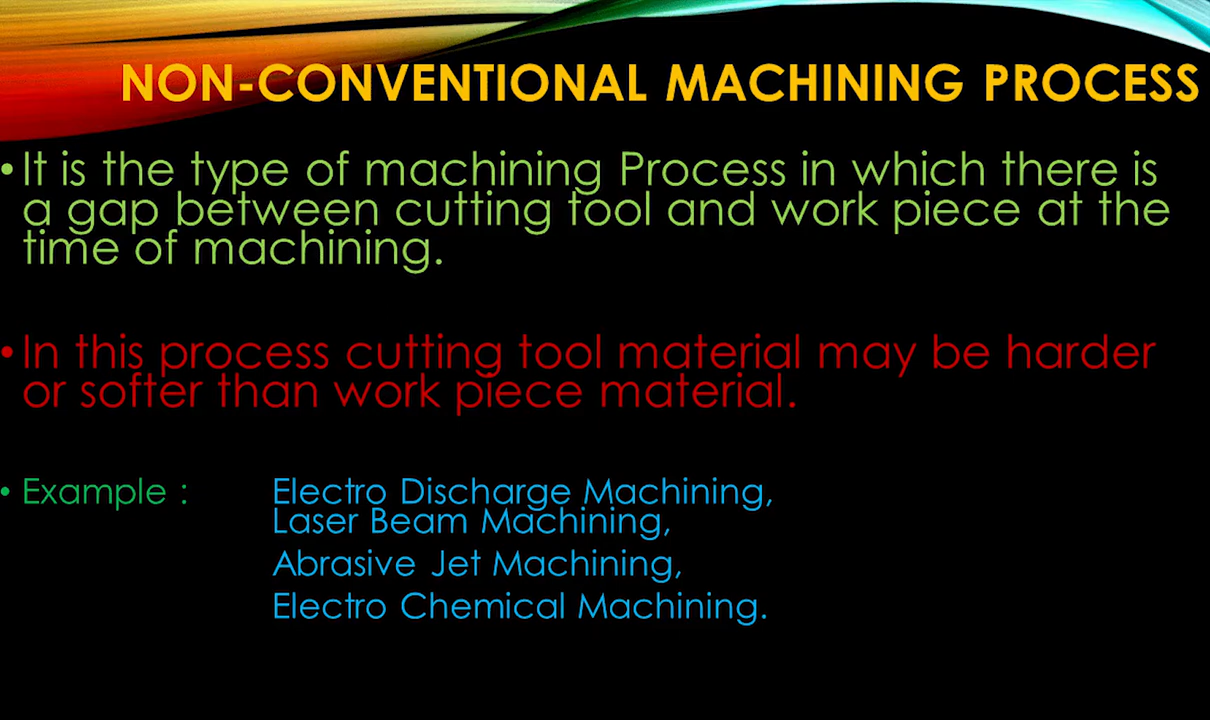 NON-CONVENTIONAL MACHINING PROCESS
•It is the type of machining Process in which there is
a gap between cutting tool and work piece at the
time of machining.
•In this process cutting tool material may be harder
or softer than work piece material.
• Example : Electro Discharge Machining,
Laser Beam Machining,
Abrasive Jet Machining,
Electro Chemical Machining.